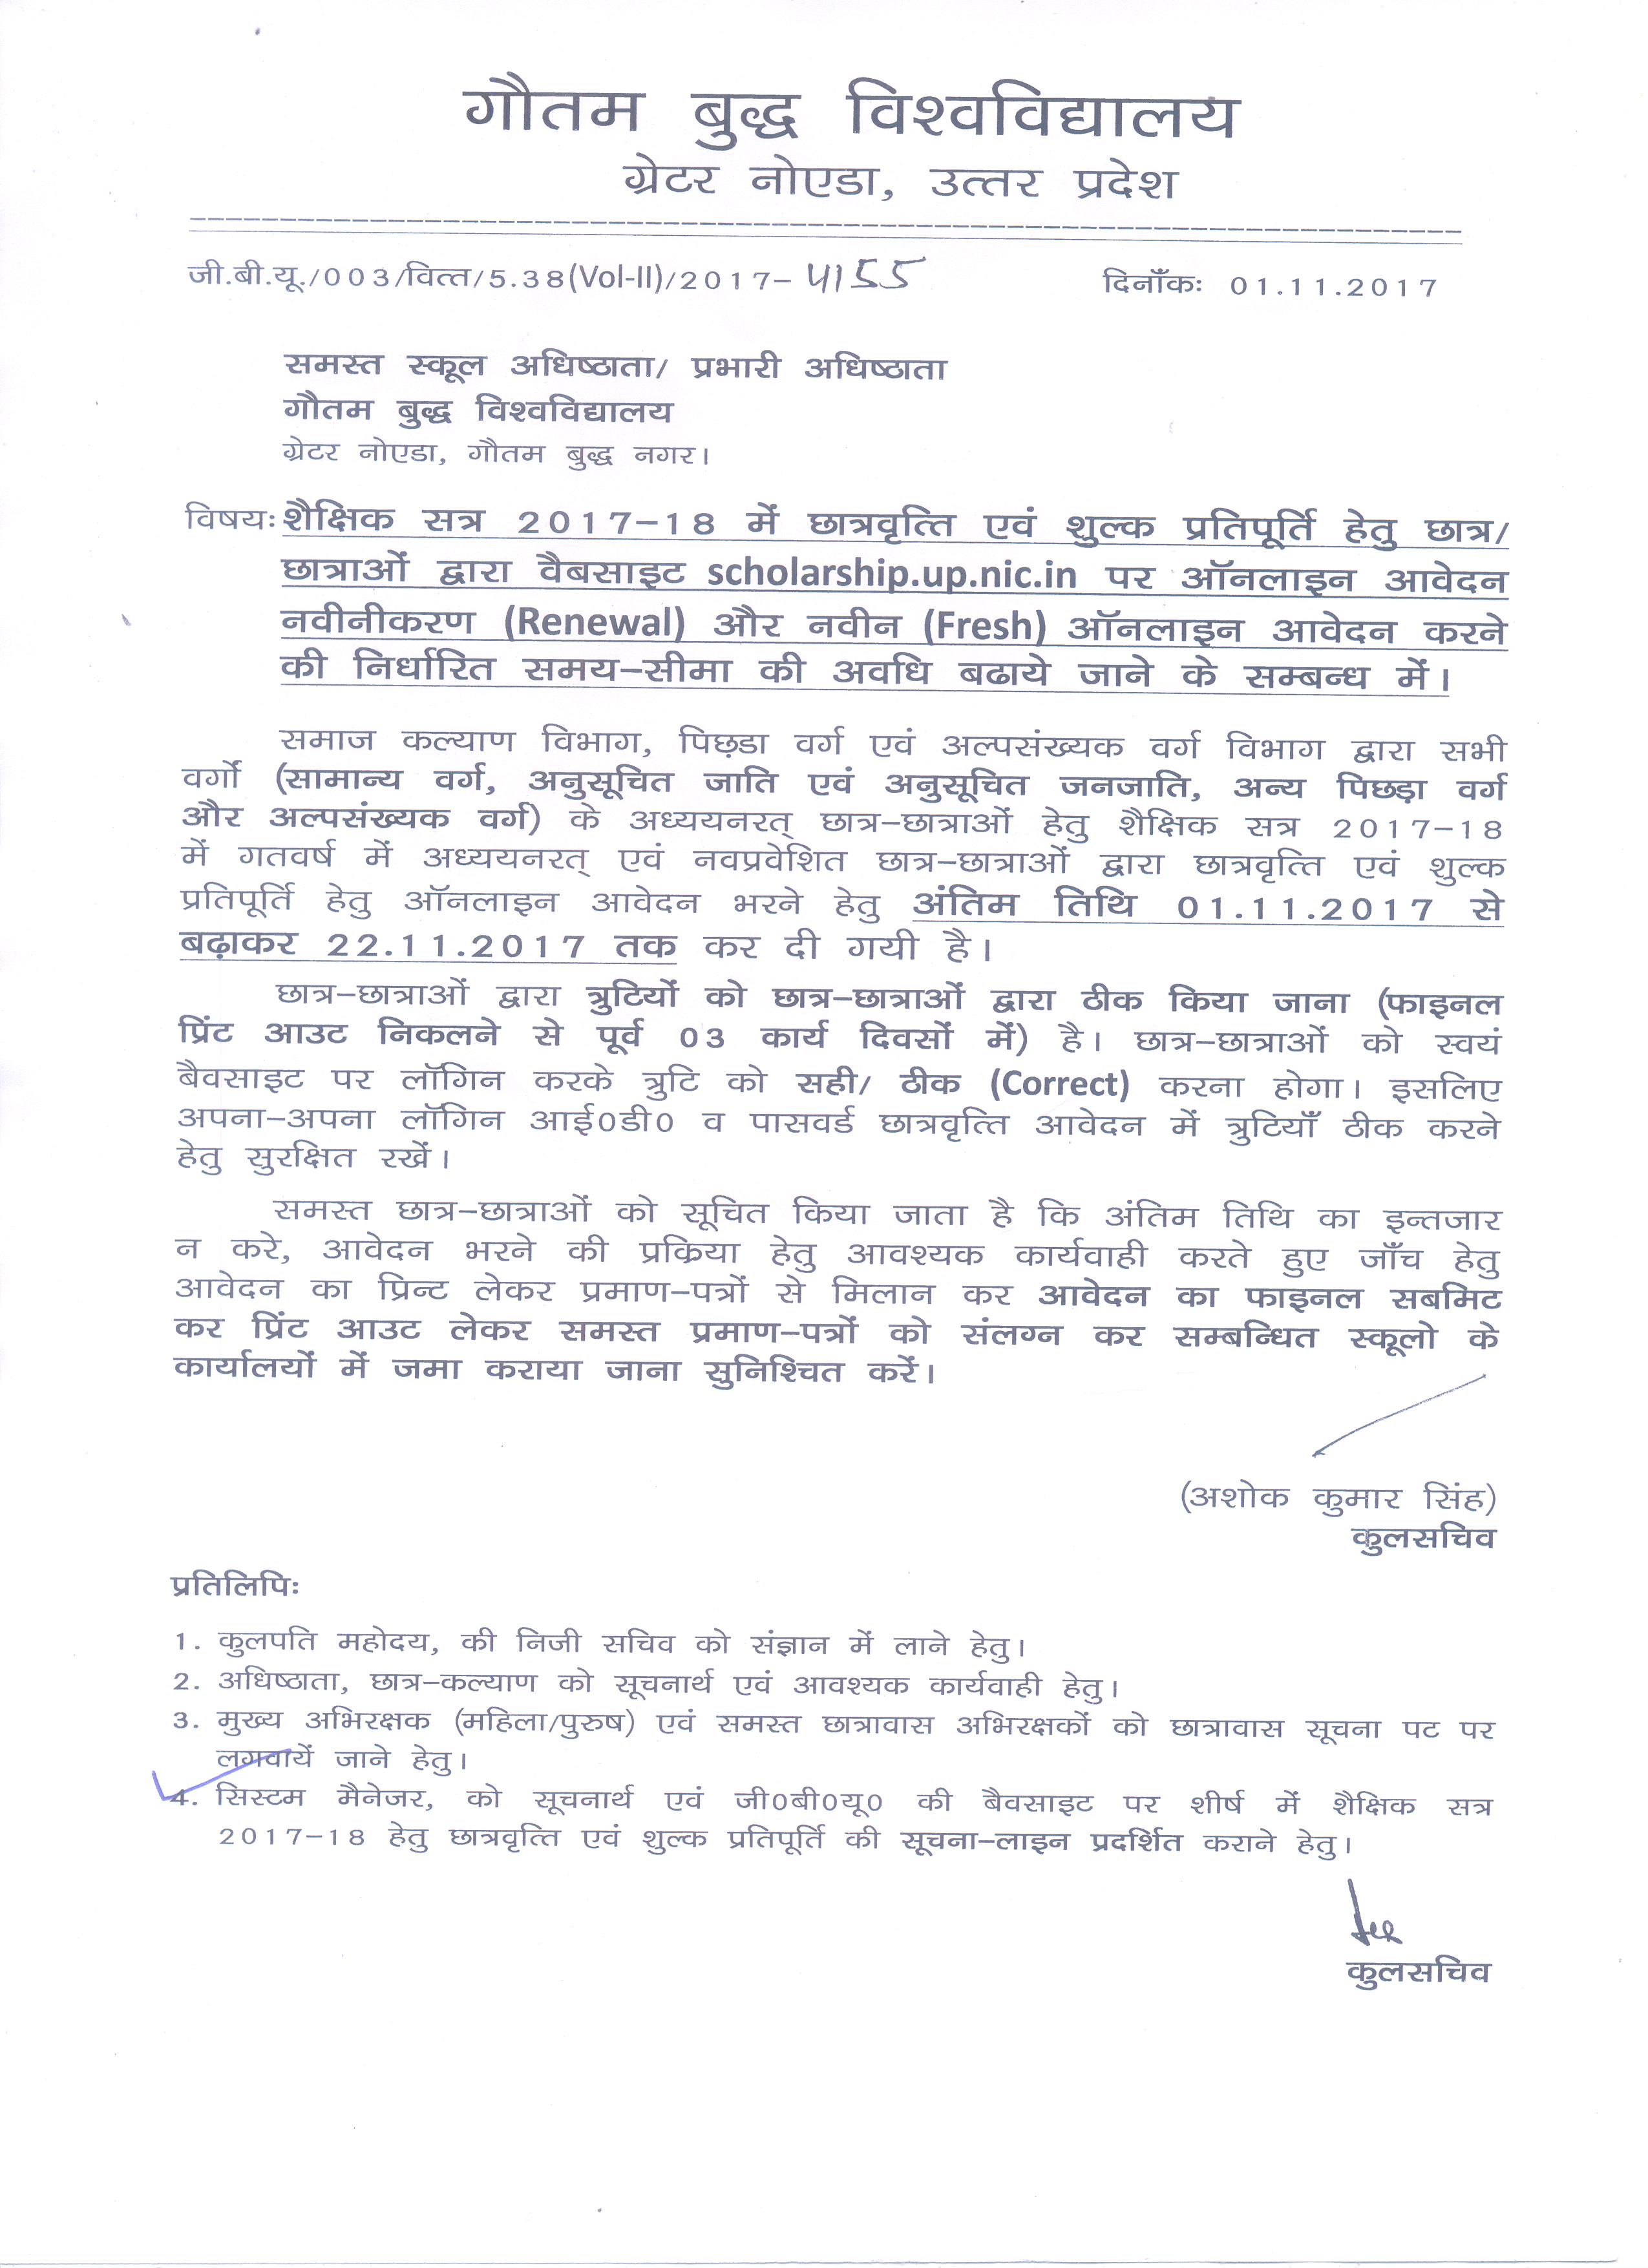 गौतम बुद्ध विश्वविद्यालय
ग्रेटर नोएडा, उत्तर प्रदेश
जी.बी.यू./003/वित्त/5.38(Vol-II)/2017- 4155 दिनाँकः 01.11.2017
समस्त स्कूल अधिष्ठाता/ प्रभारी अधिष्ठाता
गौतम बुद्ध विश्वविद्यालय
ग्रेटर नोएडा, गौतम बुद्ध नगर।
विषयः शैक्षिक सत्र 2017-18 में छात्रवृत्ति एवं शुल्क प्रतिपूर्ति हेतु छात्र/
छात्राओं द्वारा वैबसाइट scholarship.up.nic.in पर ऑनलाइन आवेदन
नवीनीकरण (Renewal) और नवीन (Fresh) ऑनलाइन आवेदन करने
की निर्धारित समय-सीमा की अवधि बढाये जाने के सम्बन्ध में।
समाज कल्याण विभाग, पिछड़ा वर्ग एवं अल्पसंख्यक वर्ग विभाग द्वारा सभी
वर्गों (सामान्य वर्ग, अनुसूचित जाति एवं अनुसूचित जनजाति, अन्य पिछड़ा वर्ग
और अल्पसंख्यक वर्ग) के अध्ययनरत् छात्र-छात्राओं हेतु शैक्षिक सत्र 2017-18
में गतवर्ष में अध्ययनरत् एवं नवप्रवेशित छात्र-छात्राओं द्वारा छात्रवृत्ति एवं शुल्क
प्रतिपूर्ति हेतु ऑनलाइन आवेदन भरने हेतु अंतिम तिथि 01.11.2017 से
बढ़ाकर 22.11.2017 तक कर दी गयी है।
छात्र-छात्राओं द्वारा त्रुटियों को छात्र-छात्राओं द्वारा ठीक किया जाना (फाइनल
प्रिंट आउट निकलने से पूर्व 03 कार्य दिवसों में) है। छात्र-छात्राओं को स्वयं
बैवसाइट पर लॉगिन करके त्रुटि को सही/ ठीक (Correct) करना होगा। इसलिए
अपना-अपना लॉगिन आई0डी0 व पासवर्ड छात्रवृत्ति आवेदन में त्रुटियाँ ठीक करने
हेतु सुरक्षित रखें।
समस्त छात्र-छात्राओं को सूचित किया जाता है कि अंतिम तिथि का इन्तजार
न करे, आवेदन भरने की प्रक्रिया हेतु आवश्यक कार्यवाही करते हुए जाँच हेतु
आवेदन का प्रिन्ट लेकर प्रमाण-पत्रों से मिलान कर आवेदन का फाइनल सबमिट
कर प्रिंट आउट लेकर समस्त प्रमाण-पत्रों को संलग्न कर सम्बन्धित स्कूलो के
कार्यालयों में जमा कराया जाना सुनिश्चित करें।
(अशोक कुमार सिंह)
कुलसचिव
प्रतिलिपिः
1. कुलपति महोदय, की निजी सचिव को संज्ञान में लाने हेतु।
2. अधिष्ठाता, छात्र-कल्याण को सूचनार्थ एवं आवश्यक कार्यवाही हेतु।
3. मुख्य अभिरक्षक (महिला/पुरुष) एवं समस्त छात्रावास अभिरक्षकों को छात्रावास सूचना पट पर
लगवायें जाने हेतु।
4. सिस्टम मैनेजर, को सूचनार्थ एवं जी0बी0यू0 की बैवसाइट पर शीर्ष में शैक्षिक सत्र
2017-18 हेतु छात्रवृत्ति एवं शुल्क प्रतिपूर्ति की सूचना-लाइन प्रदर्शित कराने हेतु।
कुलसचिव